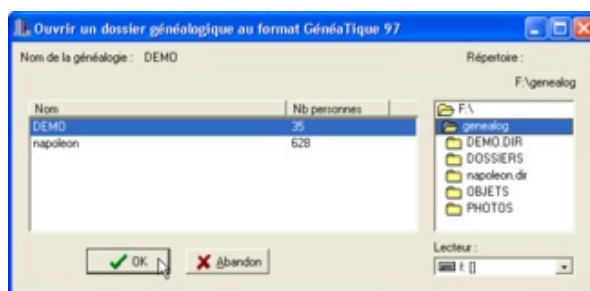 Ouvrir un dossier généalogique au format GénéaTique 97
Nom de la généalogie : DEMO
Répertoire :
F:\genealog
Nom Nb personnes
DEMO 35
napoleon 628
F:\
genealog
DEMO.DIR
DOSSIERS
napoleon.dir
OBJETS
PHOTOS
OK Abandon
Lecteur :
f: []